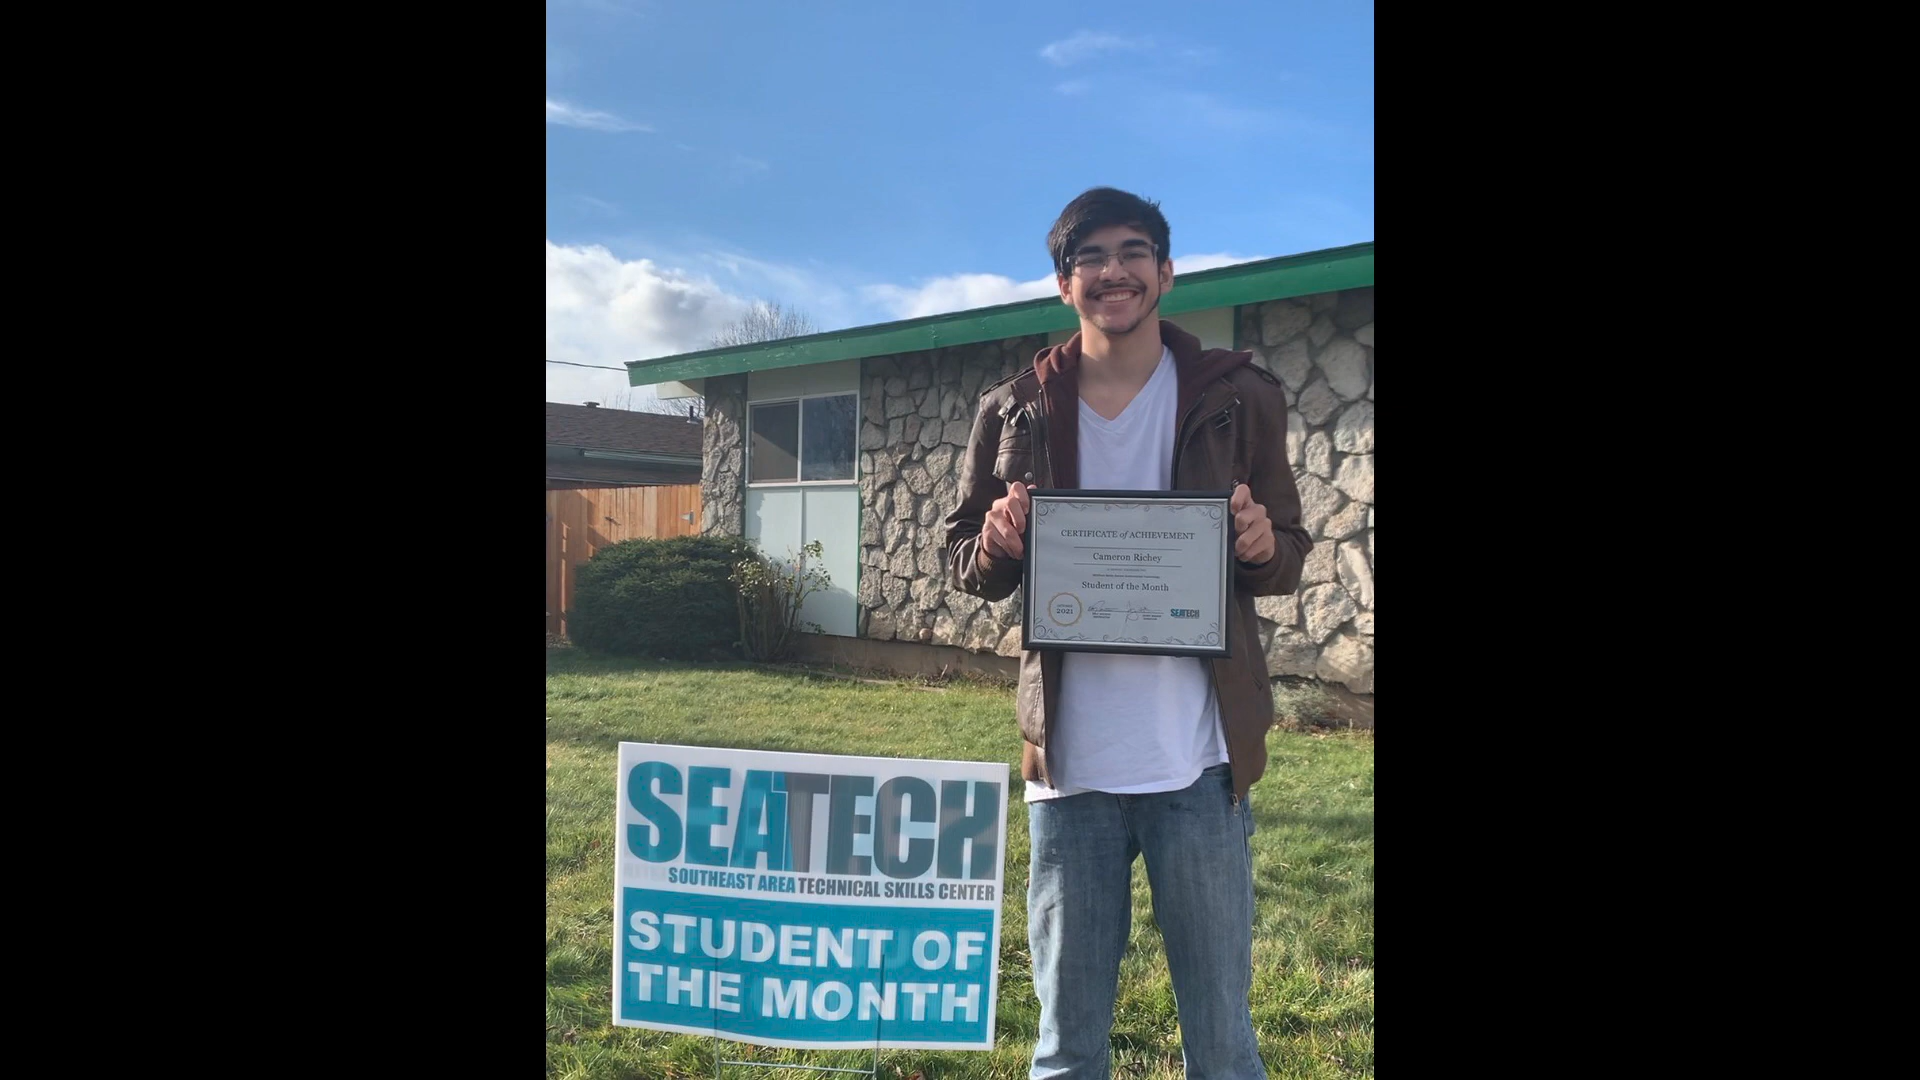 CERTIFICATE of ACHIEVEMENT
Cameron Richey
Student of the Month
2021
SEATECH
SEATECH
SOUTHEAST AREA TECHNICAL SKILLS CENTER
STUDENT OF
THE MONTH